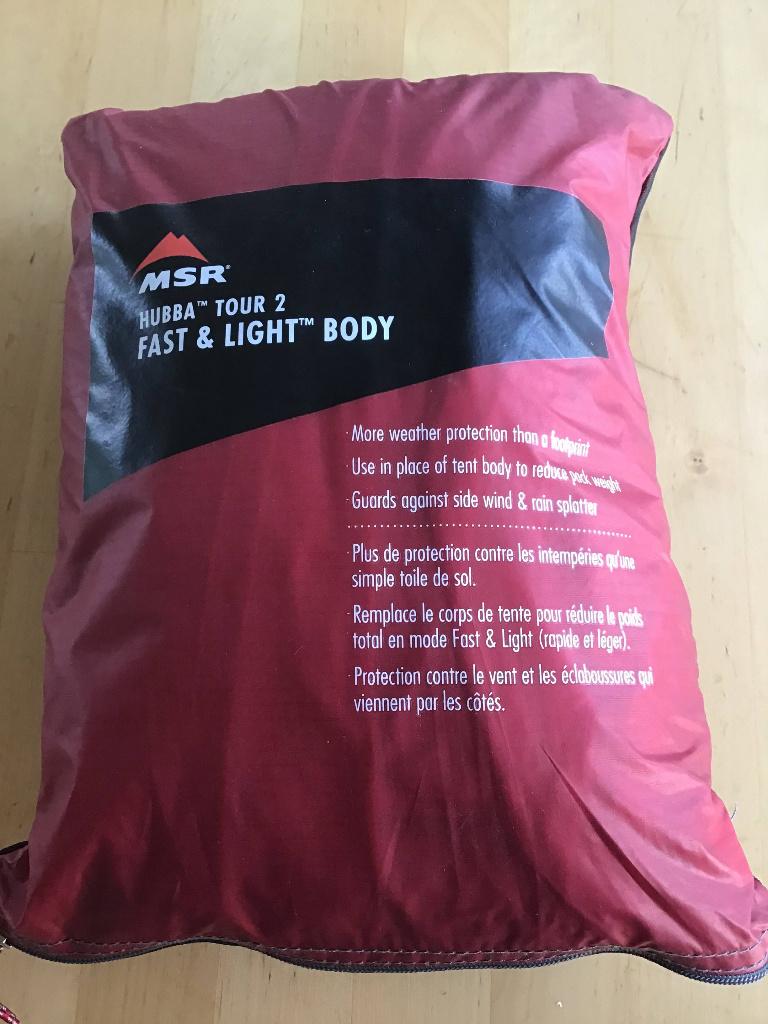 MSR®
HUBBA™ TOUR 2
FAST & LIGHT™ BODY
· More weather protection than a footprint
· Use in place of tent body to reduce pack weight
· Guards against side wind & rain splatter
· Plus de protection contre les intempéries qu'une
simple toile de sol.
· Remplace le corps de tente pour réduire le poids
total en mode Fast & Light (rapide et léger).
· Protection contre le vent et les éclaboussures qui
viennent par les côtés.